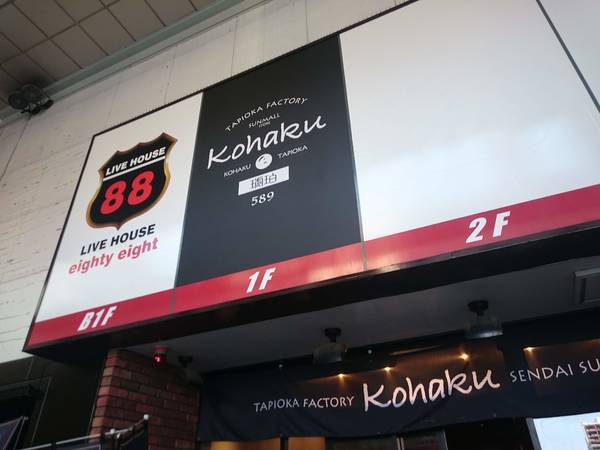 LIVE HOUSE
88
LIVE HOUSE
eighty eight
B1F
TAPIOKA FACTORY
SUNMALL
ITOH
Kohaku
KOHAKU TAPIOKA
琥珀
589
1F
2F
TAPIOKA FACTORY Kohaku SENDAI SU